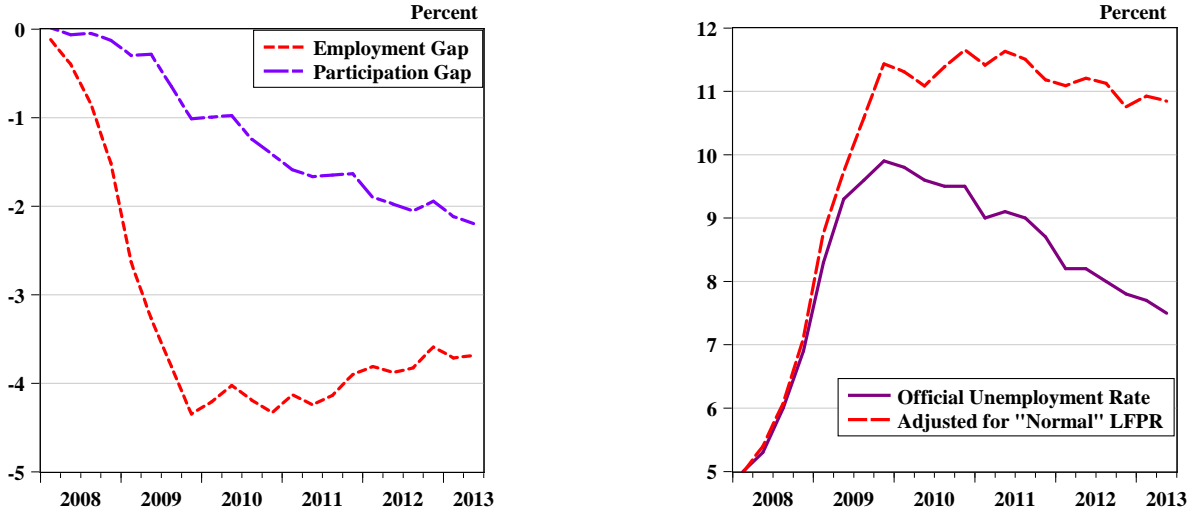 Percent
0
-1
-2
-3
-4
-5
Employment Gap
Participation Gap
2008 2009 2010 2011 2012 2013
Percent
12
11
10
9
8
7
6
5
Official Unemployment Rate
Adjusted for "Normal" LFPR
2008 2009 2010 2011 2012 2013